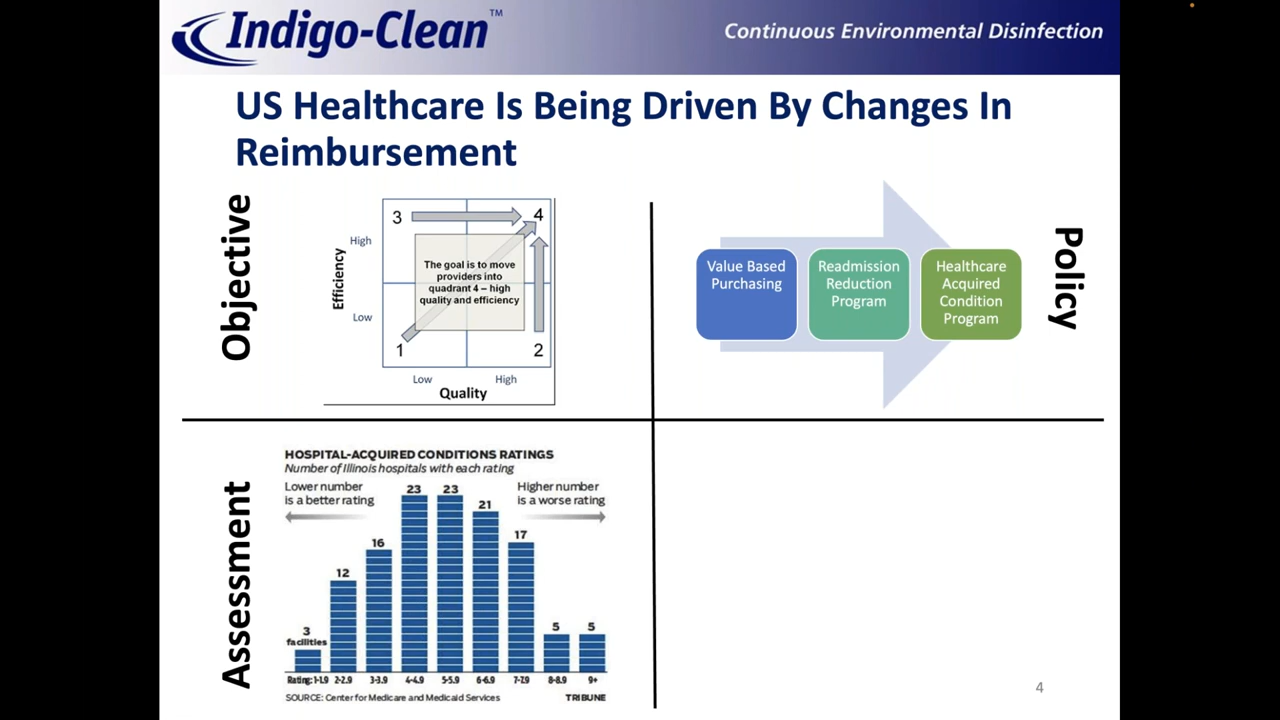 Indigo-Clean™
Continuous Environmental Disinfection
US Healthcare Is Being Driven By Changes In
Reimbursement
Objective
3
4
High
Efficiency
The goal is to move
providers into
quadrant 4 – high
quality and efficiency
Low
1
2
Low
High
Quality
Value Based
Purchasing
Readmission
Reduction
Program
Healthcare
Acquired
Condition
Program
Policy
Assessment
HOSPITAL-ACQUIRED CONDITIONS RATINGS
Number of Illinois hospitals with each rating
Lower number
is a better rating
Higher number
is a worse rating
3
facilities
12
16
23
23
21
17
5
5
Rating: 1-1.9 2-2.9 3-3.9 4-4.9 5-5.9 6-6.9 7-7.9 8-8.9 9+
SOURCE: Center for Medicare and Medicaid Services
TRIBUNE
4